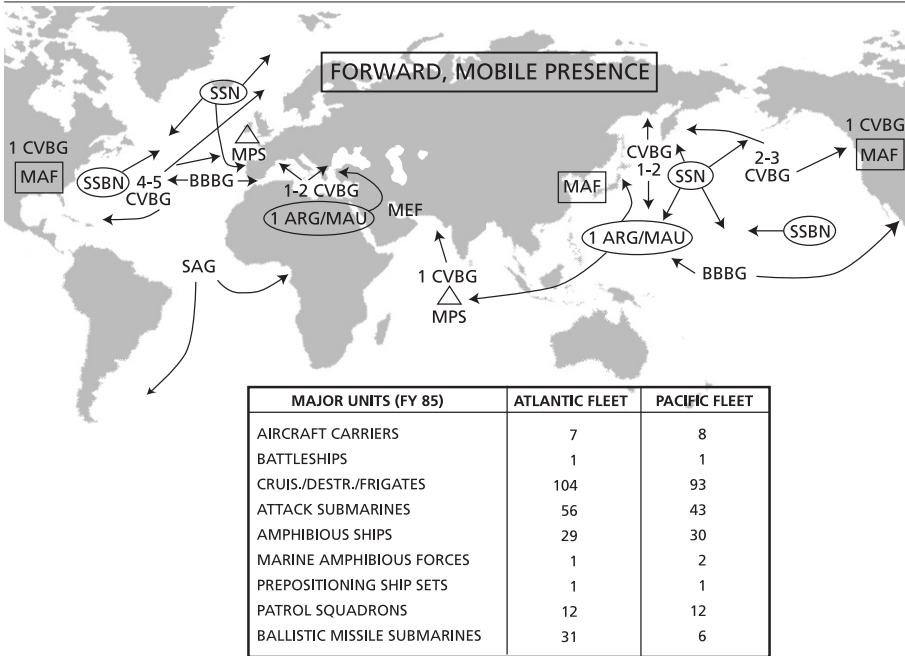 FORWARD, MOBILE PRESENCE
SSN
1 CVBG
MAF
SSBN
4-5
CVBG
BBBG
MPS
1-2 CVBG
1 ARG/MAU
MEF
SAG
1 CVBG
MPS
MAF
CVBG
1-2
SSN
2-3
CVBG
1 CVBG
MAF
1 ARG/MAU
SSBN
BBBG
MAJOR UNITS (FY 85) ATLANTIC FLEET PACIFIC FLEET
AIRCRAFT CARRIERS 7 8
BATTLESHIPS 1 1
CRUIS./DESTR./FRIGATES 104 93
ATTACK SUBMARINES 56 43
AMPHIBIOUS SHIPS 29 30
MARINE AMPHIBIOUS FORCES 1 2
PREPOSITIONING SHIP SETS 1 1
PATROL SQUADRONS 12 12
BALLISTIC MISSILE SUBMARINES 31 6